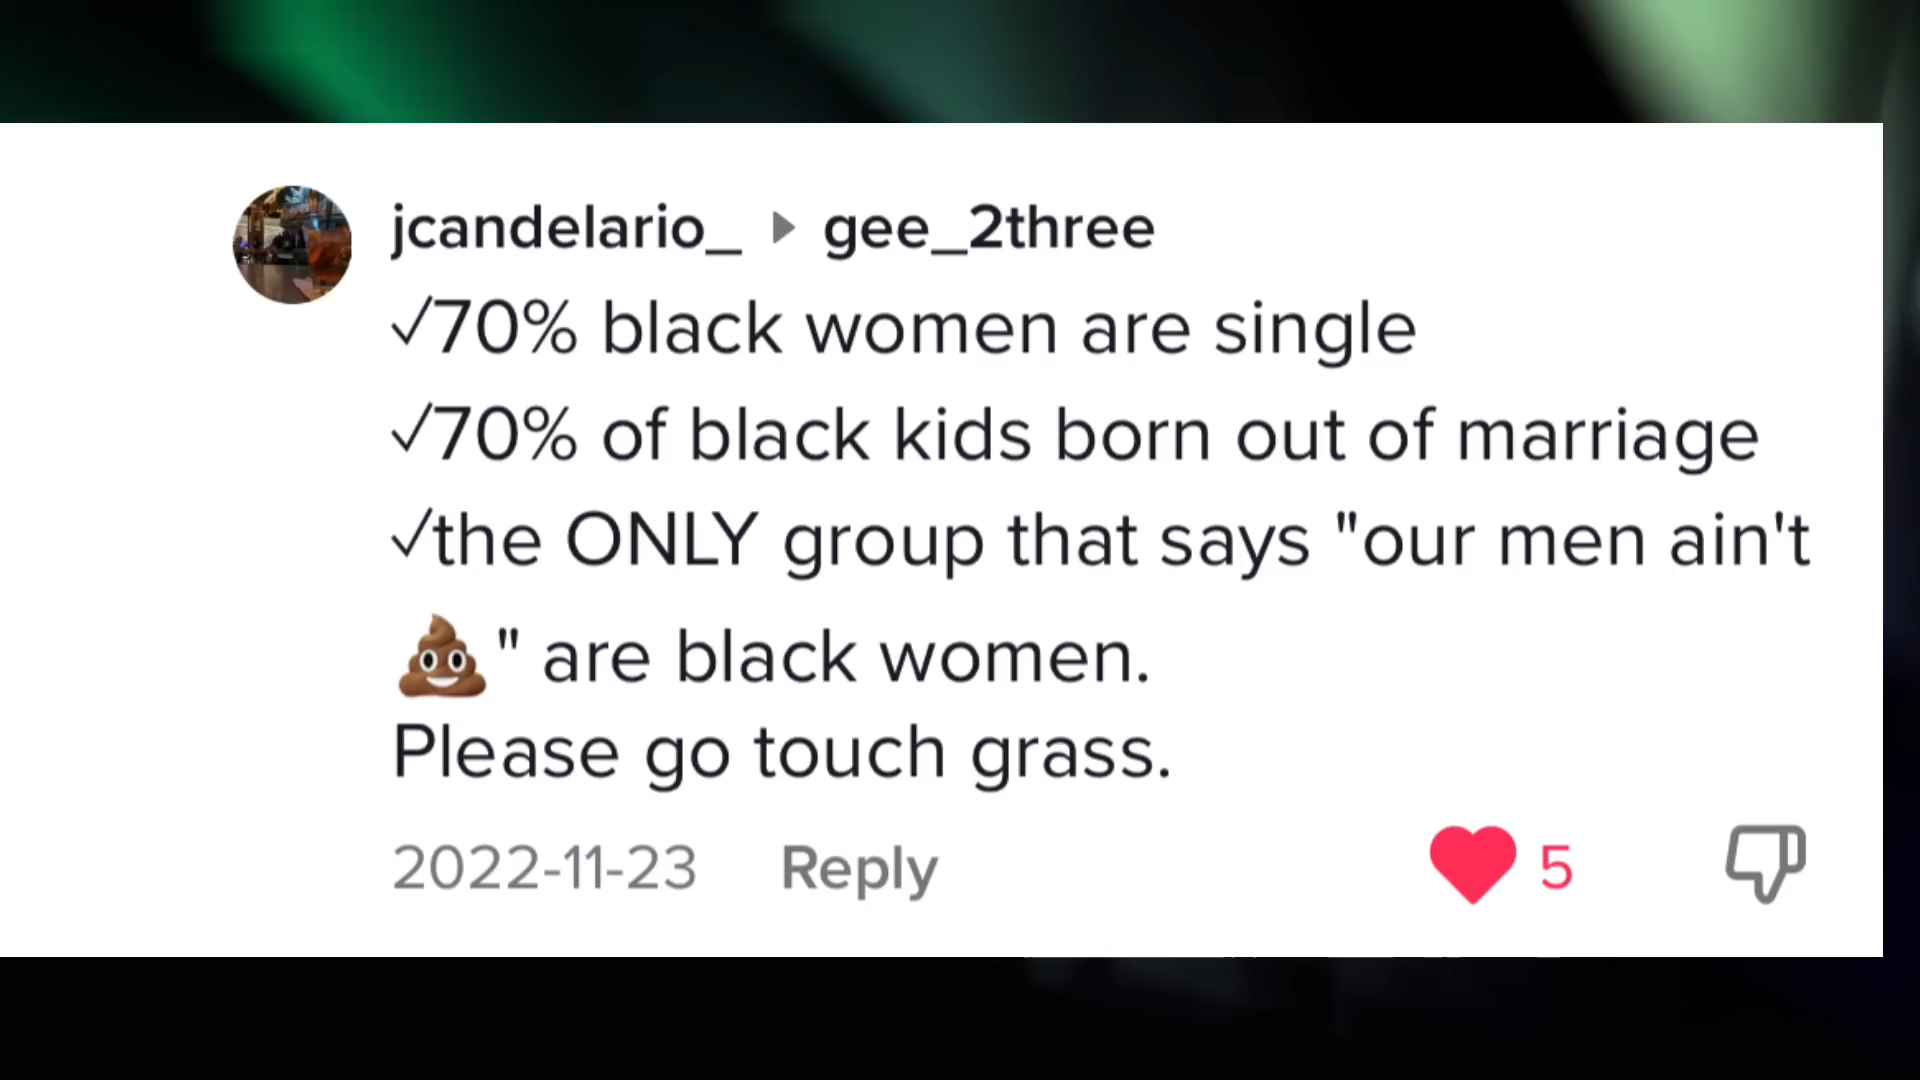 jcandelario_ ▸ gee_2three
✓70% black women are single
✓70% of black kids born out of marriage
✓the ONLY group that says "our men ain't
💩" are black women.
Please go touch grass.
2022-11-23 Reply 5